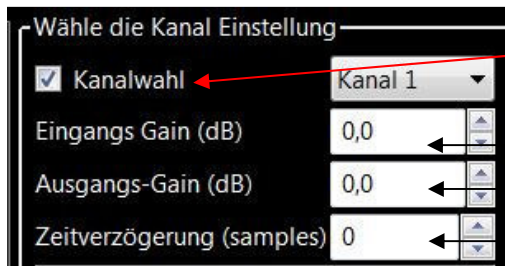 Wähle die Kanal Einstellung
Kanalwahl Kanal 1
Eingangs Gain (dB) 0,0
Ausgangs-Gain (dB) 0,0
Zeitverzögerung (samples) 0